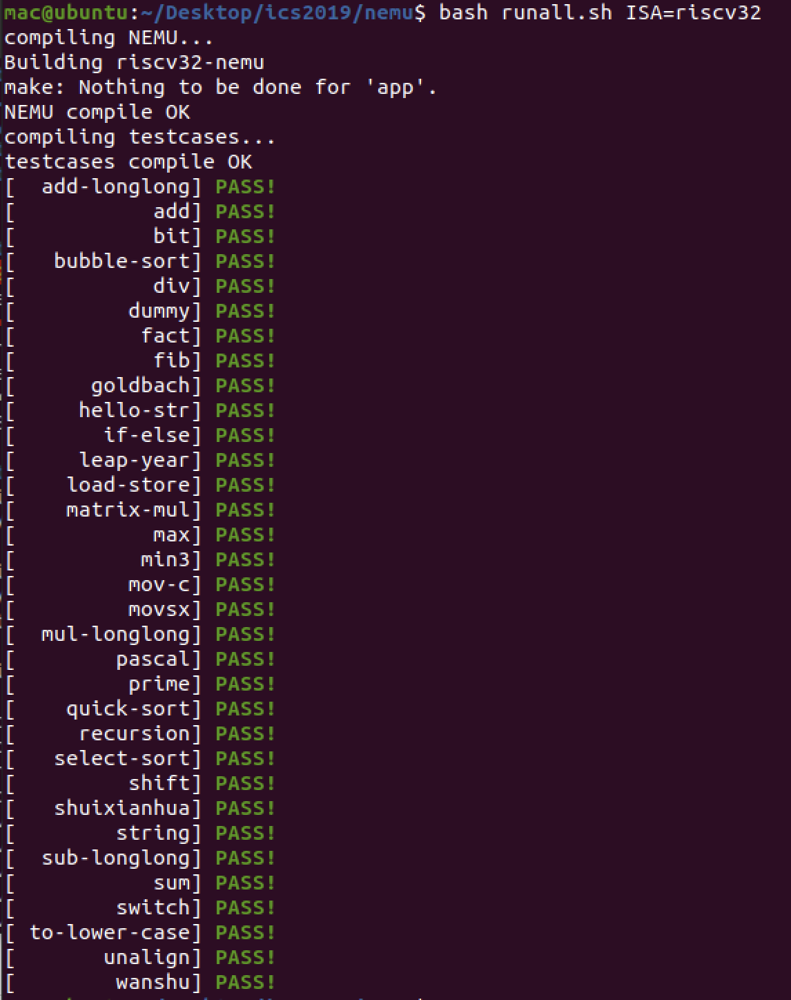 mac@ubuntu:~/Desktop/ics2019/nemu$ bash runall.sh ISA=riscv32
compiling NEMU...
Building riscv32-nemu
make: Nothing to be done for 'app'.
NEMU compile OK
compiling testcases...
testcases compile OK
[  add-longlong] PASS!
[           add] PASS!
[           bit] PASS!
[   bubble-sort] PASS!
[           div] PASS!
[         dummy] PASS!
[          fact] PASS!
[           fib] PASS!
[      goldbach] PASS!
[     hello-str] PASS!
[       if-else] PASS!
[     leap-year] PASS!
[    load-store] PASS!
[    matrix-mul] PASS!
[           max] PASS!
[          min3] PASS!
[         mov-c] PASS!
[         movsx] PASS!
[  mul-longlong] PASS!
[        pascal] PASS!
[         prime] PASS!
[    quick-sort] PASS!
[     recursion] PASS!
[   select-sort] PASS!
[         shift] PASS!
[   shuixianhua] PASS!
[        string] PASS!
[  sub-longlong] PASS!
[           sum] PASS!
[        switch] PASS!
[ to-lower-case] PASS!
[       unalign] PASS!
[        wanshu] PASS!